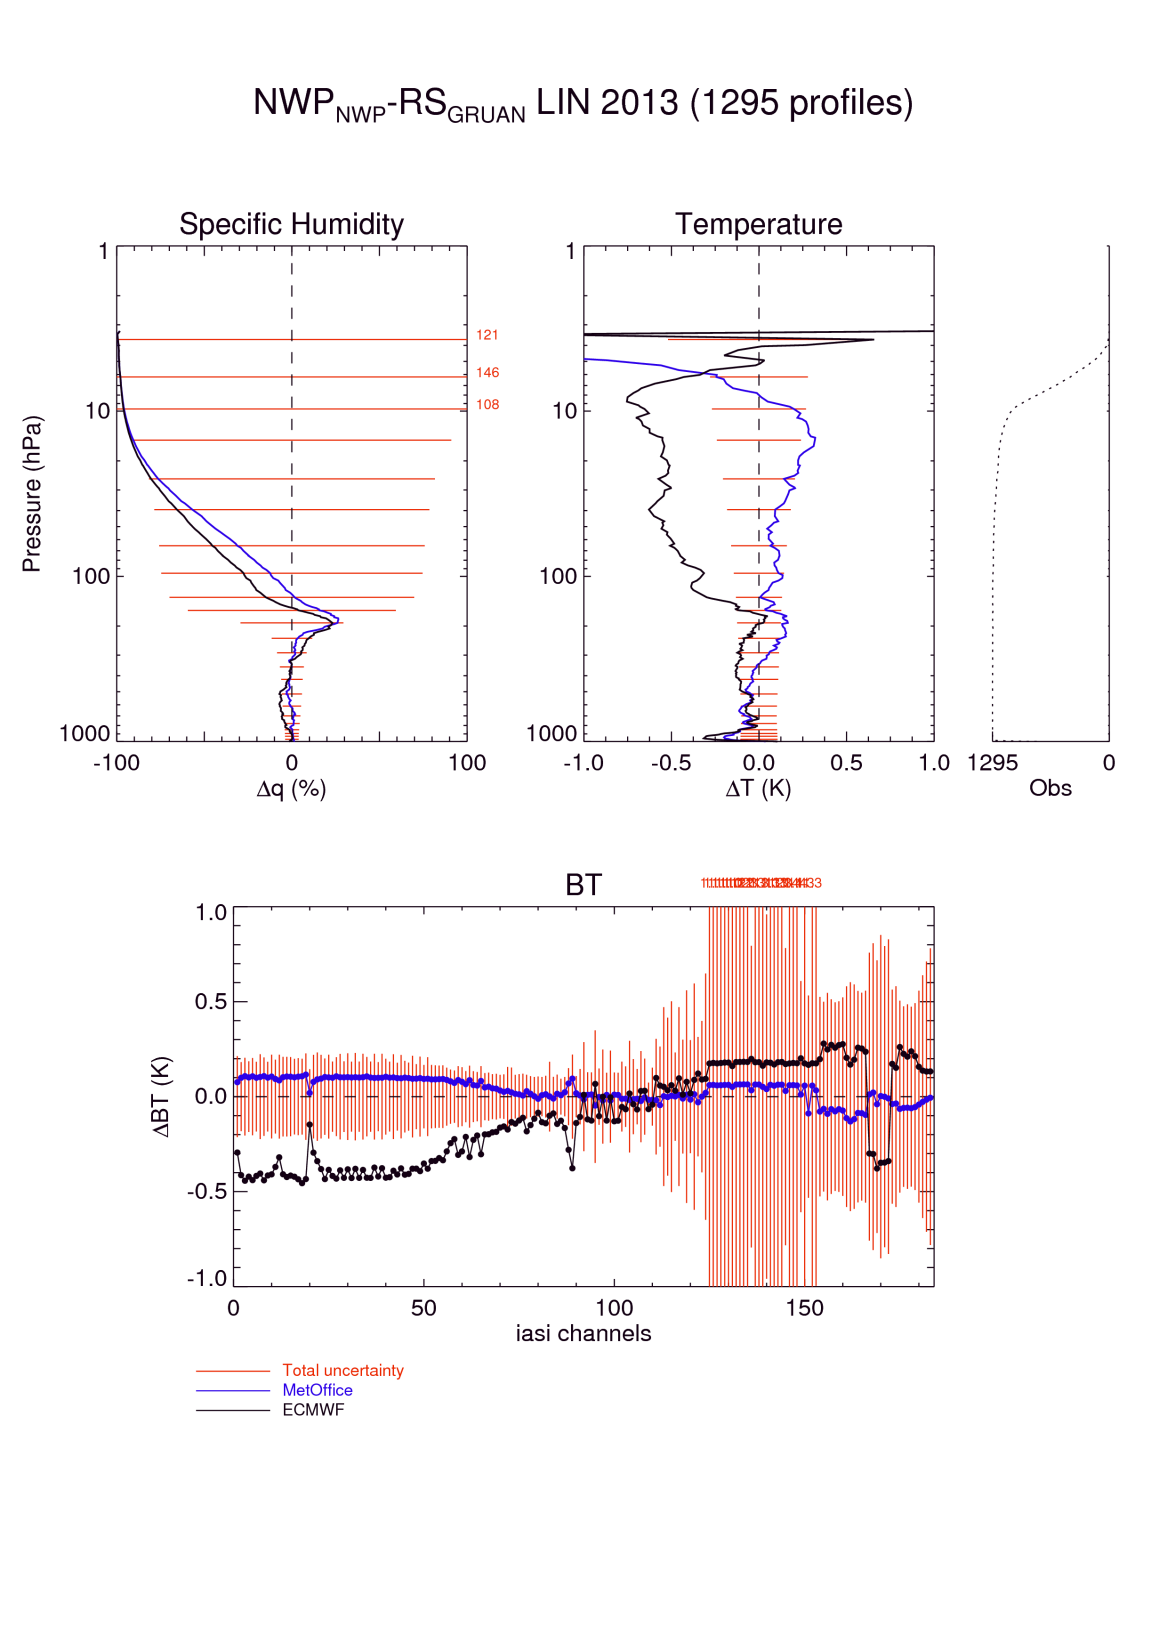 NWPNWP-RSGRUAN LIN 2013 (1295 profiles)
Specific Humidity
Temperature
1
10
100
1000
Pressure (hPa)
121
146
108
-100 0 100
Δq (%)
1
10
100
1000
-1.0 -0.5 0.0 0.5 1.0
ΔT (K)
1295 0
Obs
BT
1.0
0.5
0.0
-0.5
-1.0
ΔBT (K)
0 50 100 150
iasi channels
Total uncertainty
MetOffice
ECMWF